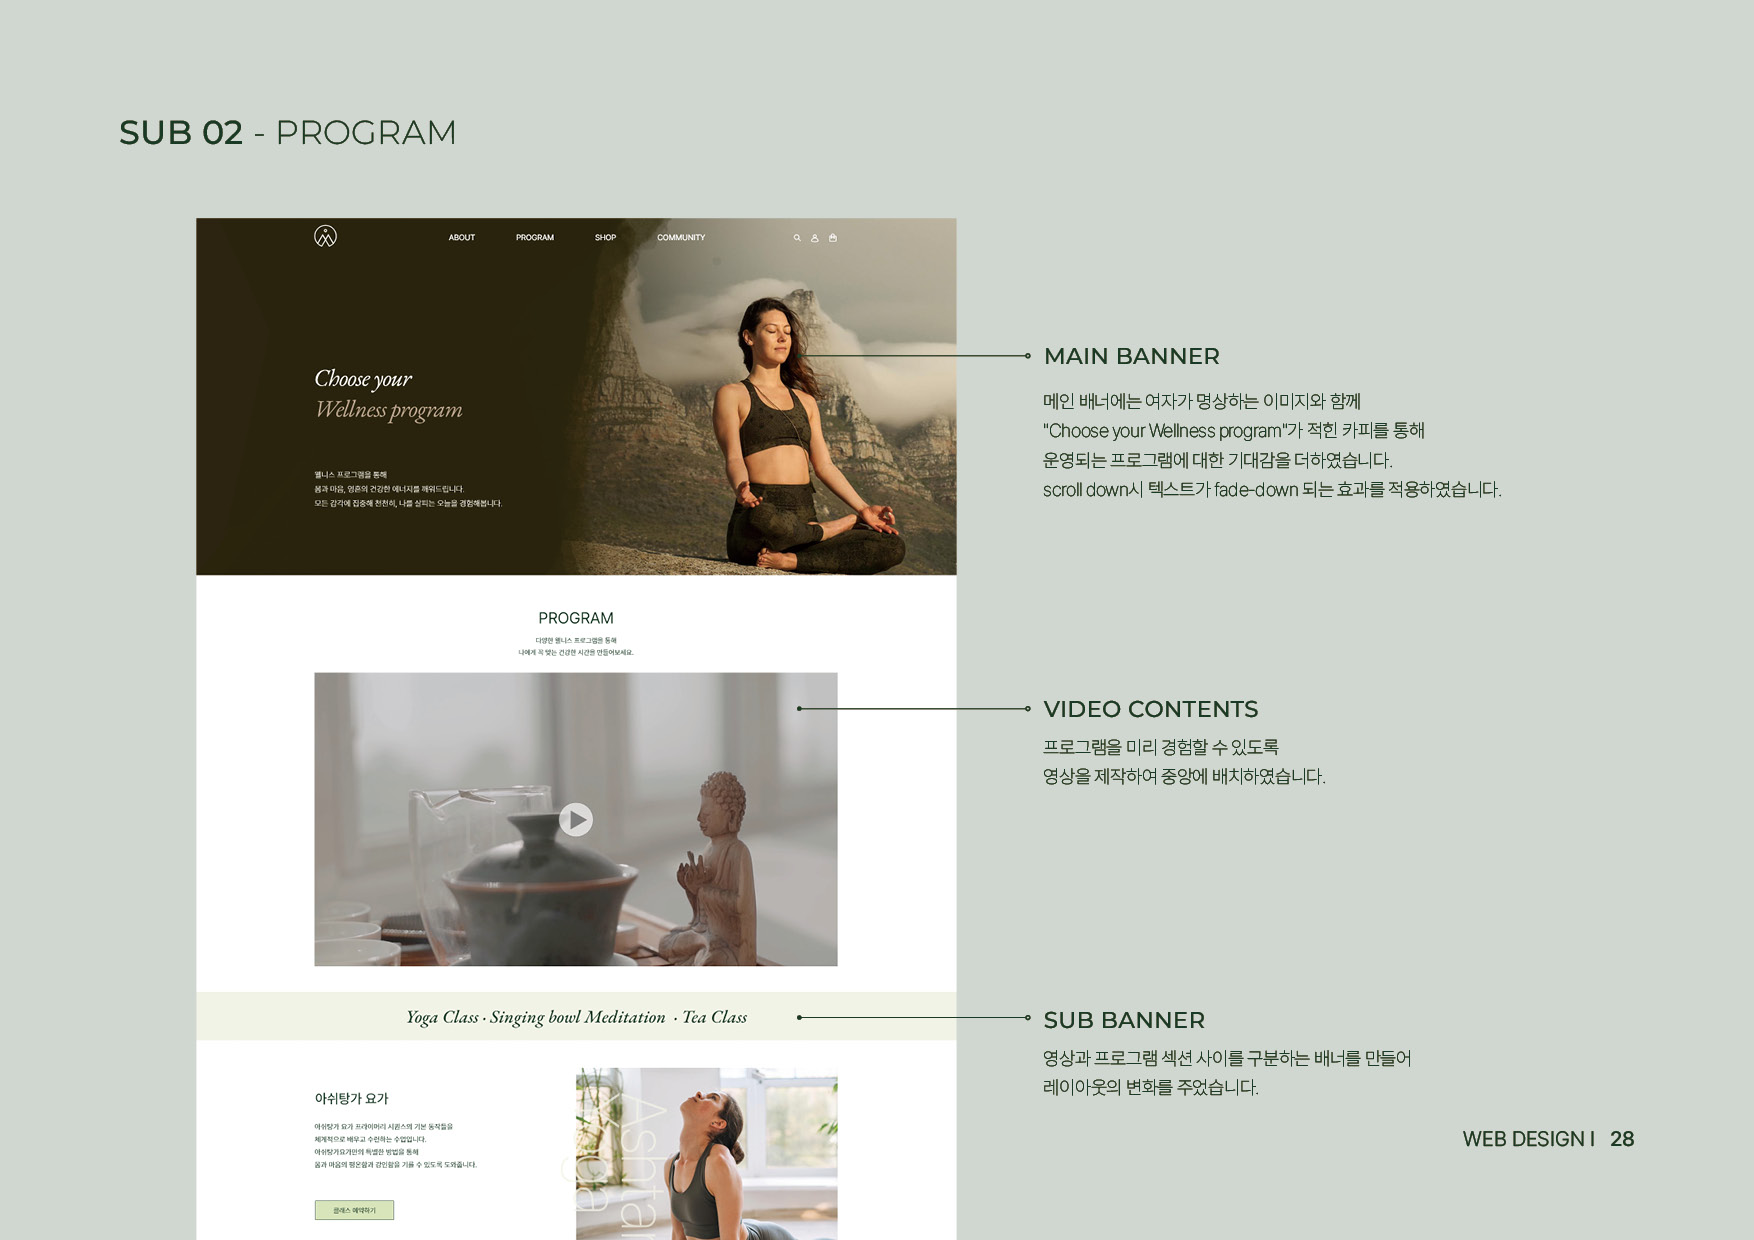 SUB 02 - PROGRAM
ABOUT PROGRAM SHOP COMMUNITY
Choose your
Wellness program
웰니스 프로그램을 통해
몸과 마음, 영혼의 건강한 에너지를 깨워드립니다.
모든 감각에 집중해 천천히, 나를 살피는 오늘을 경험해봅니다.
MAIN BANNER
메인 배너에는 여자가 명상하는 이미지와 함께
"Choose your Wellness program"가 적힌 카피를 통해
운영되는 프로그램에 대한 기대감을 더하였습니다.
scroll down시 텍스트가 fade-down 되는 효과를 적용하였습니다.
PROGRAM
다양한 웰니스 프로그램을 통해
나에게 꼭 맞는 건강한 시간을 만들어보세요.
VIDEO CONTENTS
프로그램을 미리 경험할 수 있도록
영상을 제작하여 중앙에 배치하였습니다.
Yoga Class · Singing bowl Meditation · Tea Class
SUB BANNER
영상과 프로그램 섹션 사이를 구분하는 배너를 만들어
레이아웃의 변화를 주었습니다.
아쉬탕가 요가
아쉬탕가 요가 프라이머리 시퀀스의 기본 동작들을
체계적으로 배우고 수련하는 수업입니다.
아쉬탕가요가만의 특별한 방법을 통해
몸과 마음의 평온함과 강인함을 기를 수 있도록 도와줍니다.
클래스 예약하기
WEB DESIGN | 28